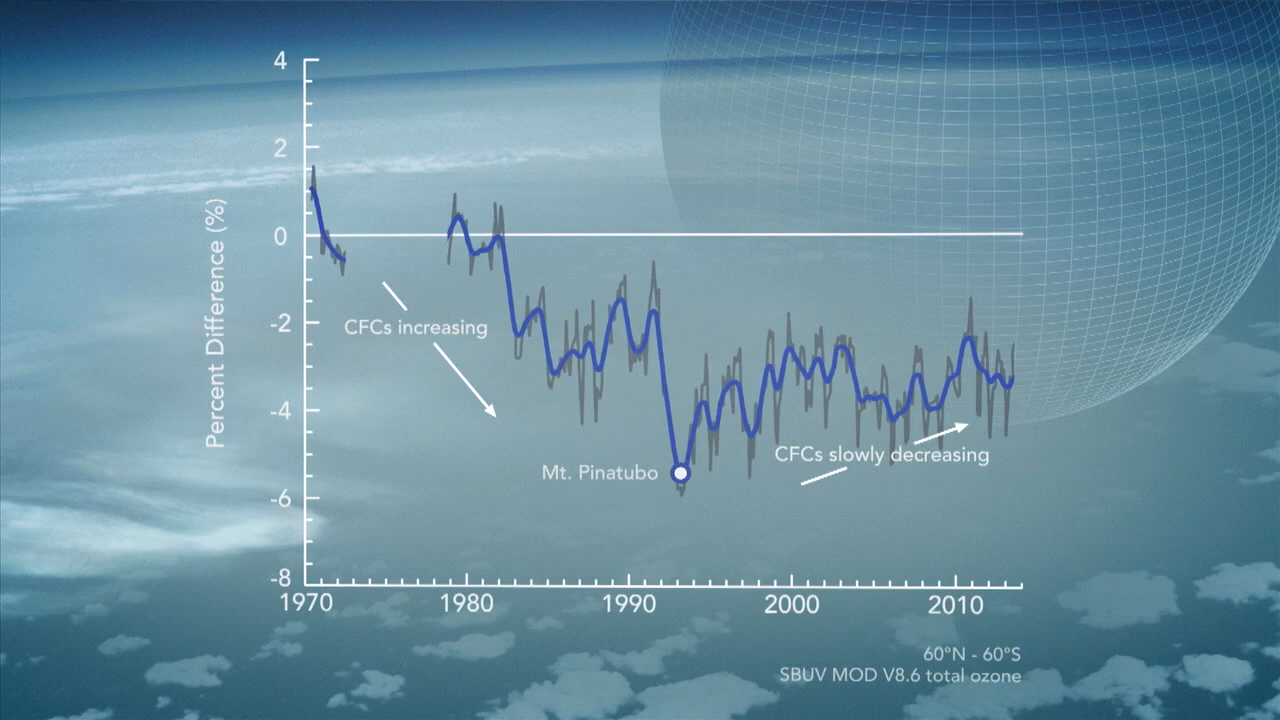 4
2
0
-2
-4
-6
-8
Percent Difference (%)
CFCs increasing
Mt. Pinatubo
CFCs slowly decreasing
1970 1980 1990 2000 2010
60°N - 60°S
SBUV MOD V8.6 total ozone